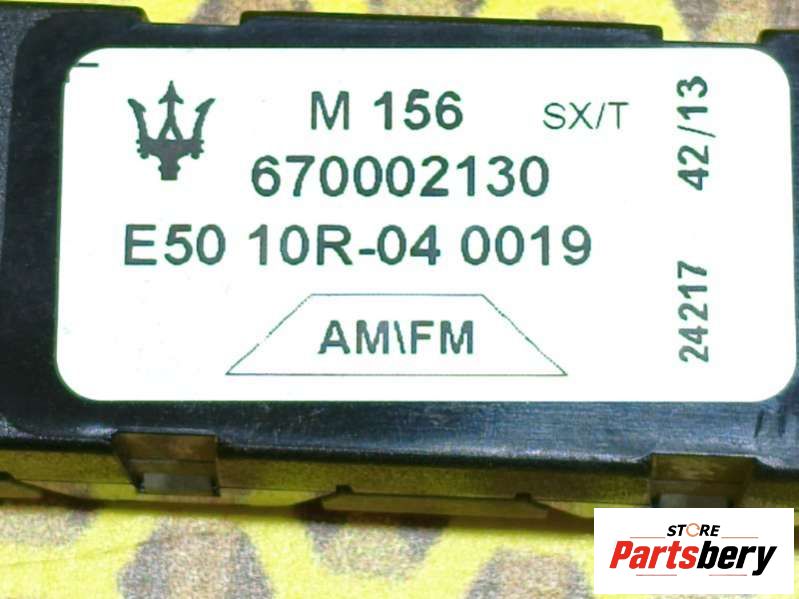 M 156 SX/T
670002130
E50 10R-04 0019
AM\FM
24217 42/13
STORE
Partsbery